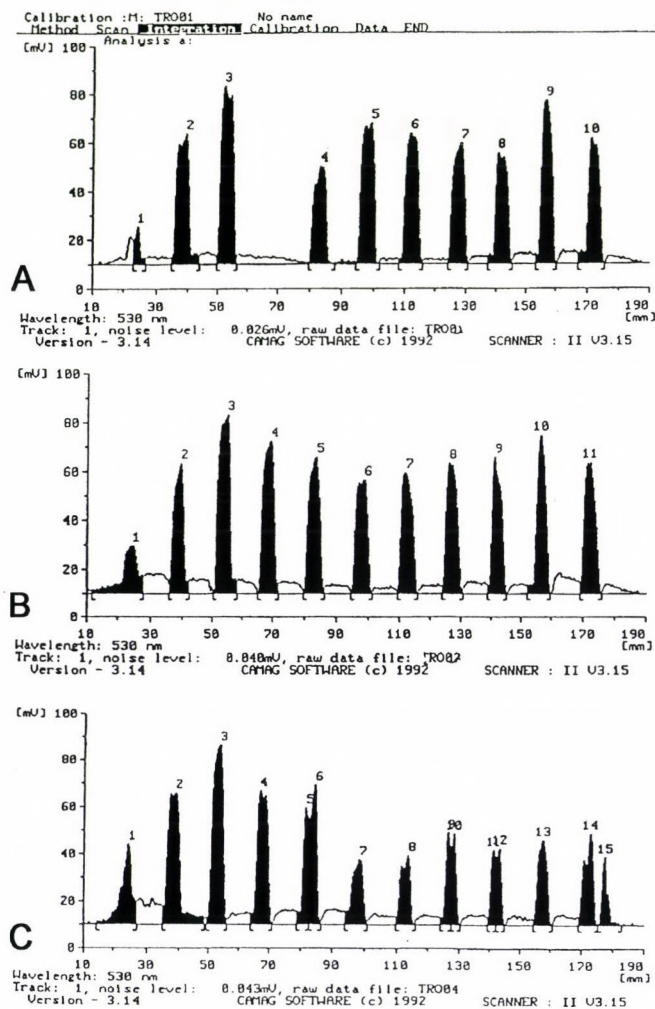 Calibration :M: TRO01 No name
Method Scan Integration Calibration Data END
Analysis a:
[mV] 100
80
60
40
20
0
1 2 3 4 5 6 7 8 9 10
A
10 30 50 70 90 110 130 150 170 190
[mm]
Wavelength: 530 nm
Track: 1, noise level: 0.026mV, raw data file: TRO01
Version - 3.14 CAMAG SOFTWARE (c) 1992 SCANNER : II V3.15
[mV] 100
80
60
40
20
0
1 2 3 4 5 6 7 8 9 10 11
B
10 30 50 70 90 110 130 150 170 190
[mm]
Wavelength: 530 nm
Track: 1, noise level: 0.040mV, raw data file:
Version - 3.14 CAMAG SOFTWARE (c) 1992 SCANNER : II V3.15
[mV] 100
80
60
40
20
0
1 2 3 4 5 6 7 8 9 10 11 12 13 14 15
C
10 30 50 70 90 110 130 150 170 190
[mm]
Wavelength: 530 nm
Track: 1, noise level: 0.043mV, raw data file: TRO04
Version - 3.14 CAMAG SOFTWARE (c) 1992 SCANNER : II V3.15